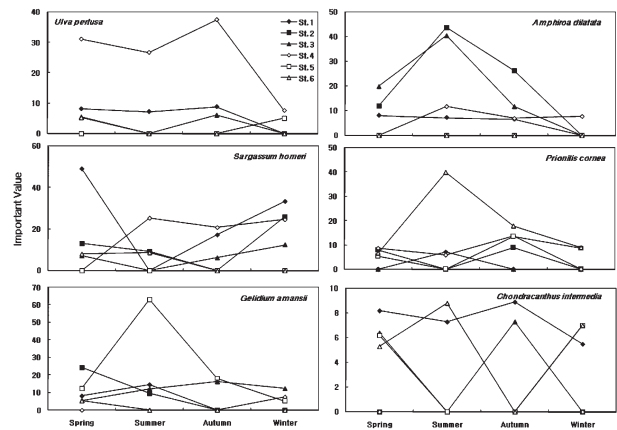 Ulva pertusa
40
30
20
10
0
St. 1
St. 2
St. 3
St. 4
St. 5
St. 6
Amphiroa dilatata
50
40
30
20
10
0
Important Value
Sargassum horneri
60
40
20
0
Prionitis cornea
50
40
30
20
10
0
Gelidium amansii
70
60
50
40
30
20
10
0
Spring Summer Autumn Winter
Chondracanthus intermedia
10
8
6
4
2
0
Spring Summer Autumn Winter